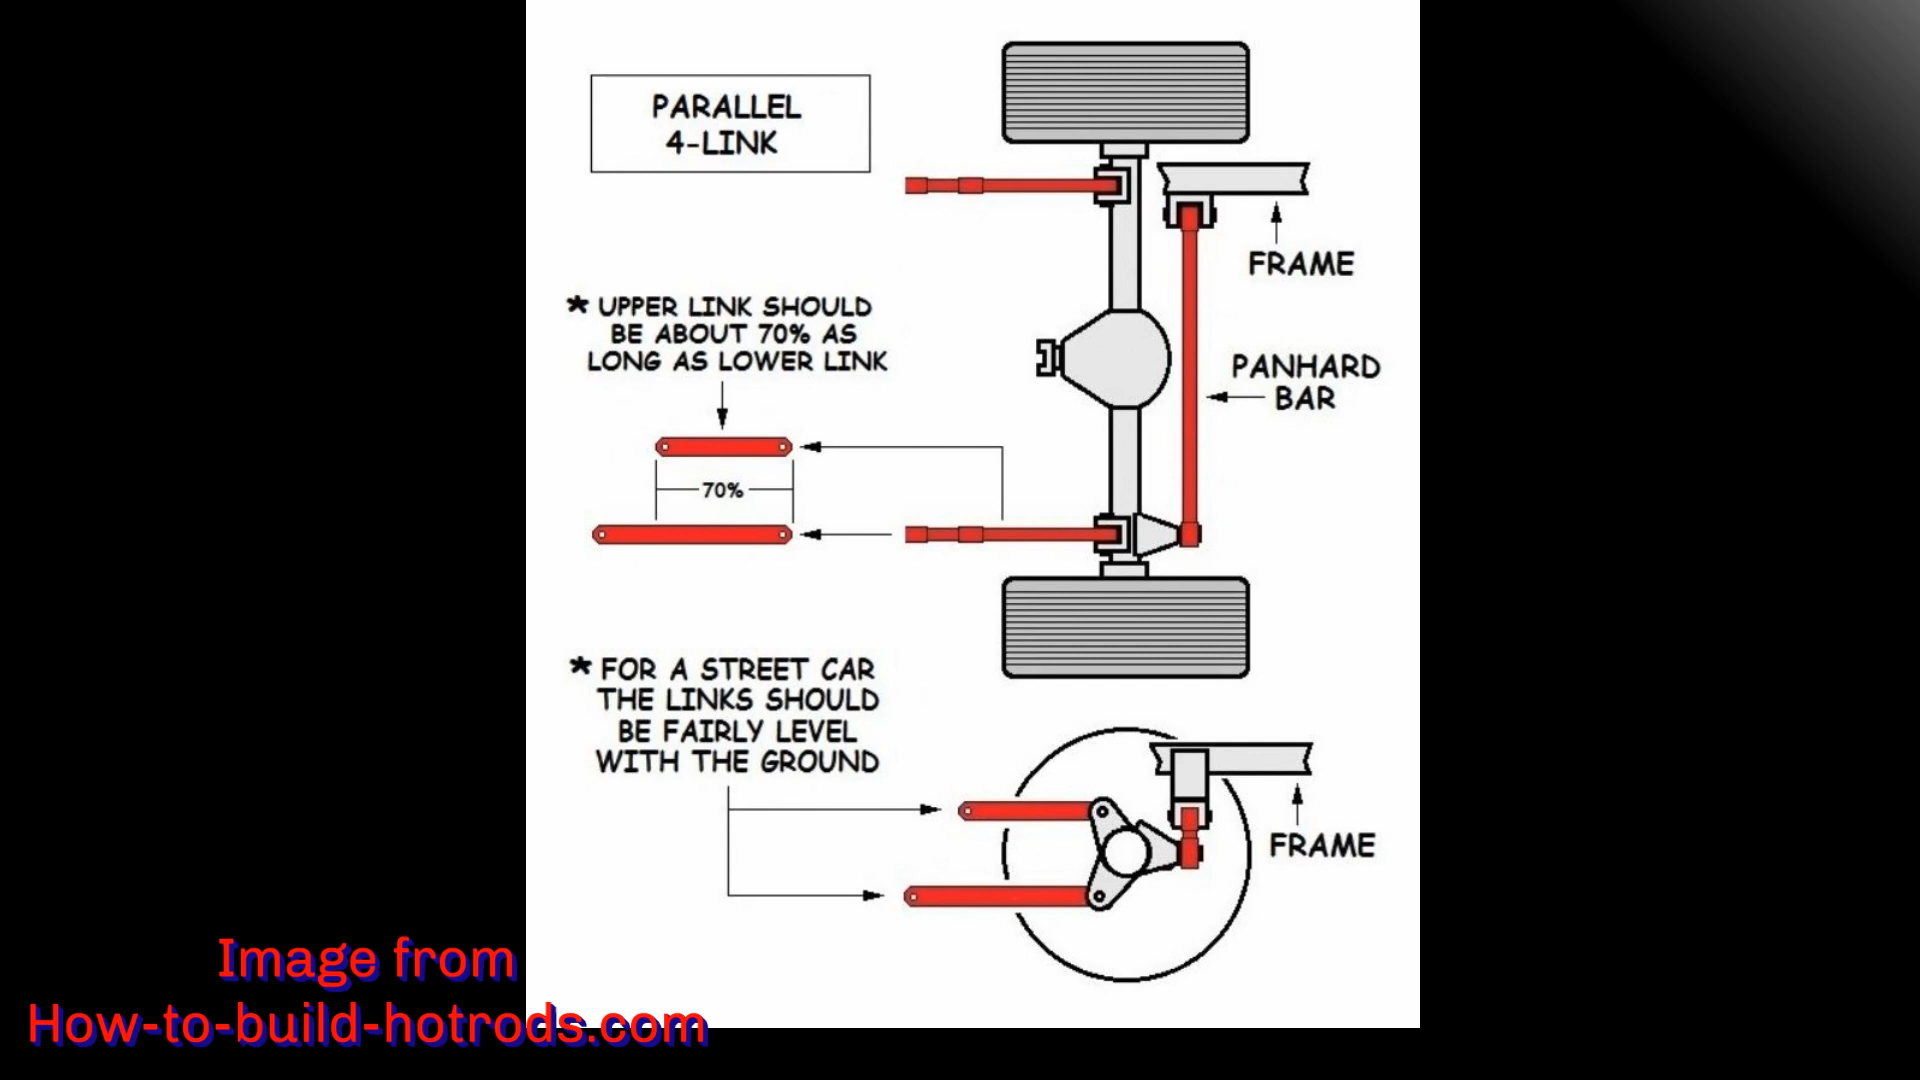 PARALLEL
4-LINK
FRAME
* UPPER LINK SHOULD
BE ABOUT 70% AS
LONG AS LOWER LINK
PANHARD
BAR
70%
* FOR A STREET CAR
THE LINKS SHOULD
BE FAIRLY LEVEL
WITH THE GROUND
FRAME
Image from
How-to-build-hotrods.com